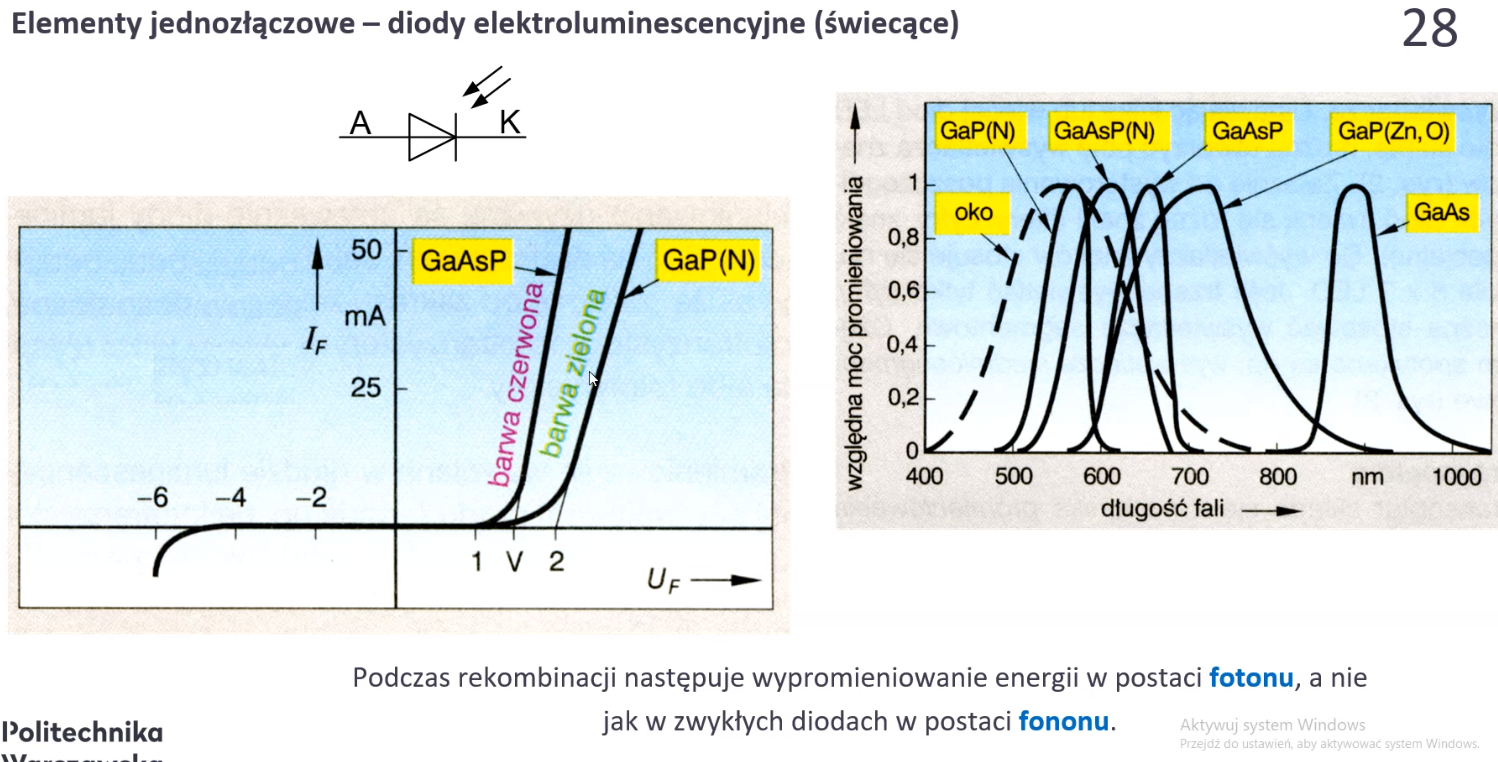 Elementy jednozłączowe – diody elektroluminescencyjne (świecące)
28
A
K
50
mA
25
I_F
GaAsP
GaP(N)
barwa czerwona
barwa zielona
–6
–4
–2
1
V
2
U_F
GaP(N)
GaAsP(N)
GaAsP
GaP(Zn, O)
oko
GaAs
względna moc promieniowania
1
0,8
0,6
0,4
0,2
0
400
500
600
700
800
nm
1000
długość fali
Podczas rekombinacji następuje wypromieniowanie energii w postaci fotonu, a nie
jak w zwykłych diodach w postaci fononu.
Politechnika
Warszawska
Aktywuj system Windows
Przejdź do ustawień, aby aktywować system Windows.